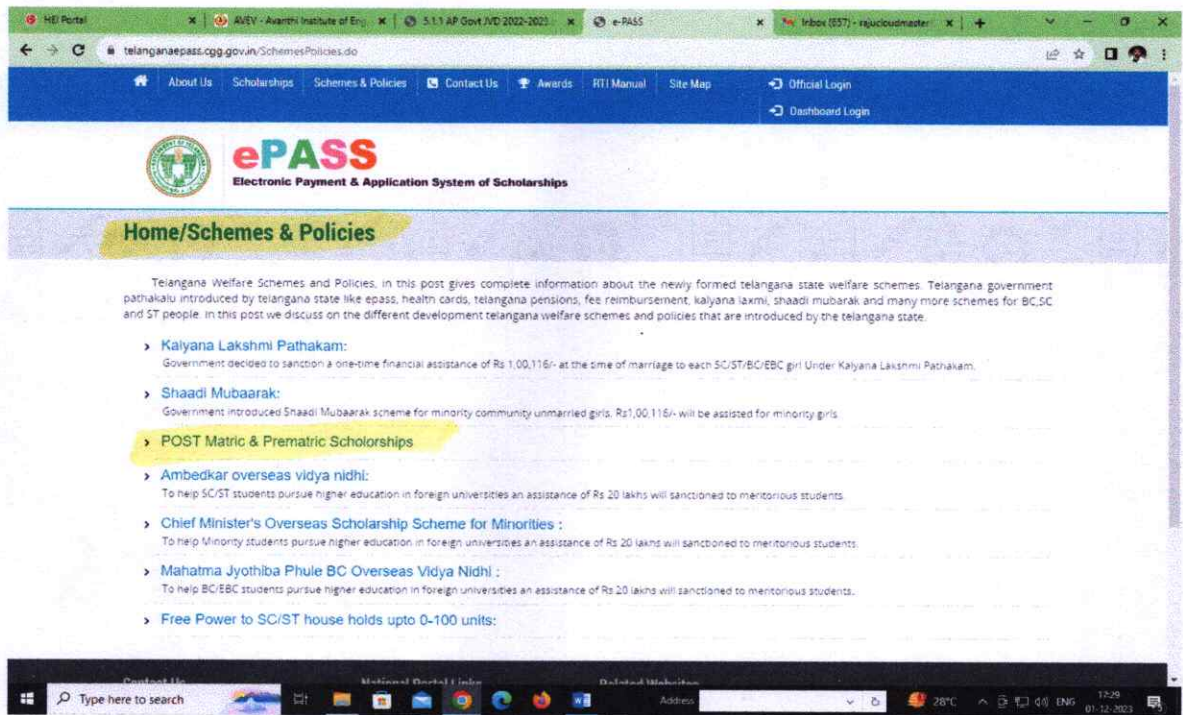 HEI Portal
AVEV - Avanthi Institute of Eng
5.1.1 AP Govt JVD 2022-2023
e-PASS
Inbox (657) - rajucloudmaster
telanganaepass.cgg.gov.in/SchemesPolicies.do
About Us Scholarships Schemes & Policies Contact Us Awards RTI Manual Site Map Official Login
Dashboard Login
ePASS
Electronic Payment & Application System of Scholarships
Home/Schemes & Policies
Telangana Welfare Schemes and Policies, in this post gives complete information about the newly formed telangana state welfare schemes. Telangana government
pathakalu introduced by telangana state like epass, health cards, telangana pensions, fee reimbursement, kalyana laxmi, shaadi mubarak and many more schemes for BC,SC
and ST people. In this post we discuss on the different development telangana welfare schemes and policies that are introduced by the telangana state.
Kalyana Lakshmi Pathakam:
Government decided to sanction a one-time financial assistance of Rs 1,00,116/- at the time of marriage to each SC/ST/BC/EBC girl Under Kalyana Lakshmi Pathakam.
Shaadi Mubaarak:
Government introduced Shaadi Mubaarak scheme for minority community unmarried girls, Rs1,00,116/- will be assisted for minority girls
POST Matric & Prematric Scholorships
Ambedkar overseas vidya nidhi:
To help SC/ST students pursue higher education in foreign universities an assistance of Rs 20 lakhs will sanctioned to meritorious students.
Chief Minister's Overseas Scholarship Scheme for Minorities :
To help Minority students pursue higher education in foreign universities an assistance of Rs 20 lakhs will sanctioned to meritorious students.
Mahatma Jyothiba Phule BC Overseas Vidya Nidhi :
To help BC/EBC students pursue higher education in foreign universities an assistance of Rs 20 lakhs will sanctioned to meritorious students.
Free Power to SC/ST house holds upto 0-100 units:
Contact Us National Portal Links Related Websites
Type here to search
Address
28°C
ENG
17:29
01-12-2023